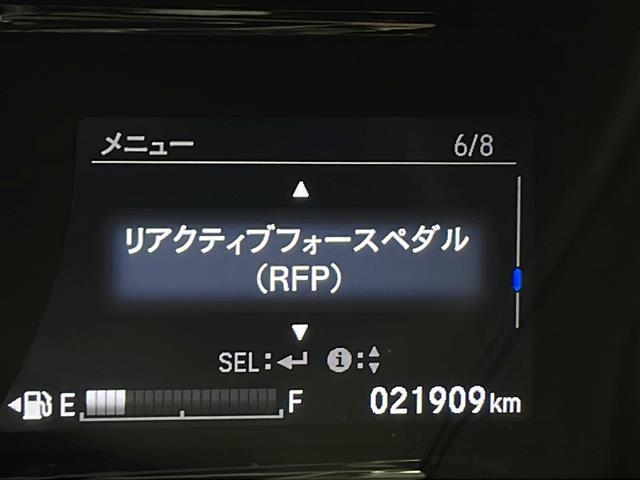 メニュー 6/8
リアクティブフォースペダル
(RFP)
SEL: i:
E F 021909km